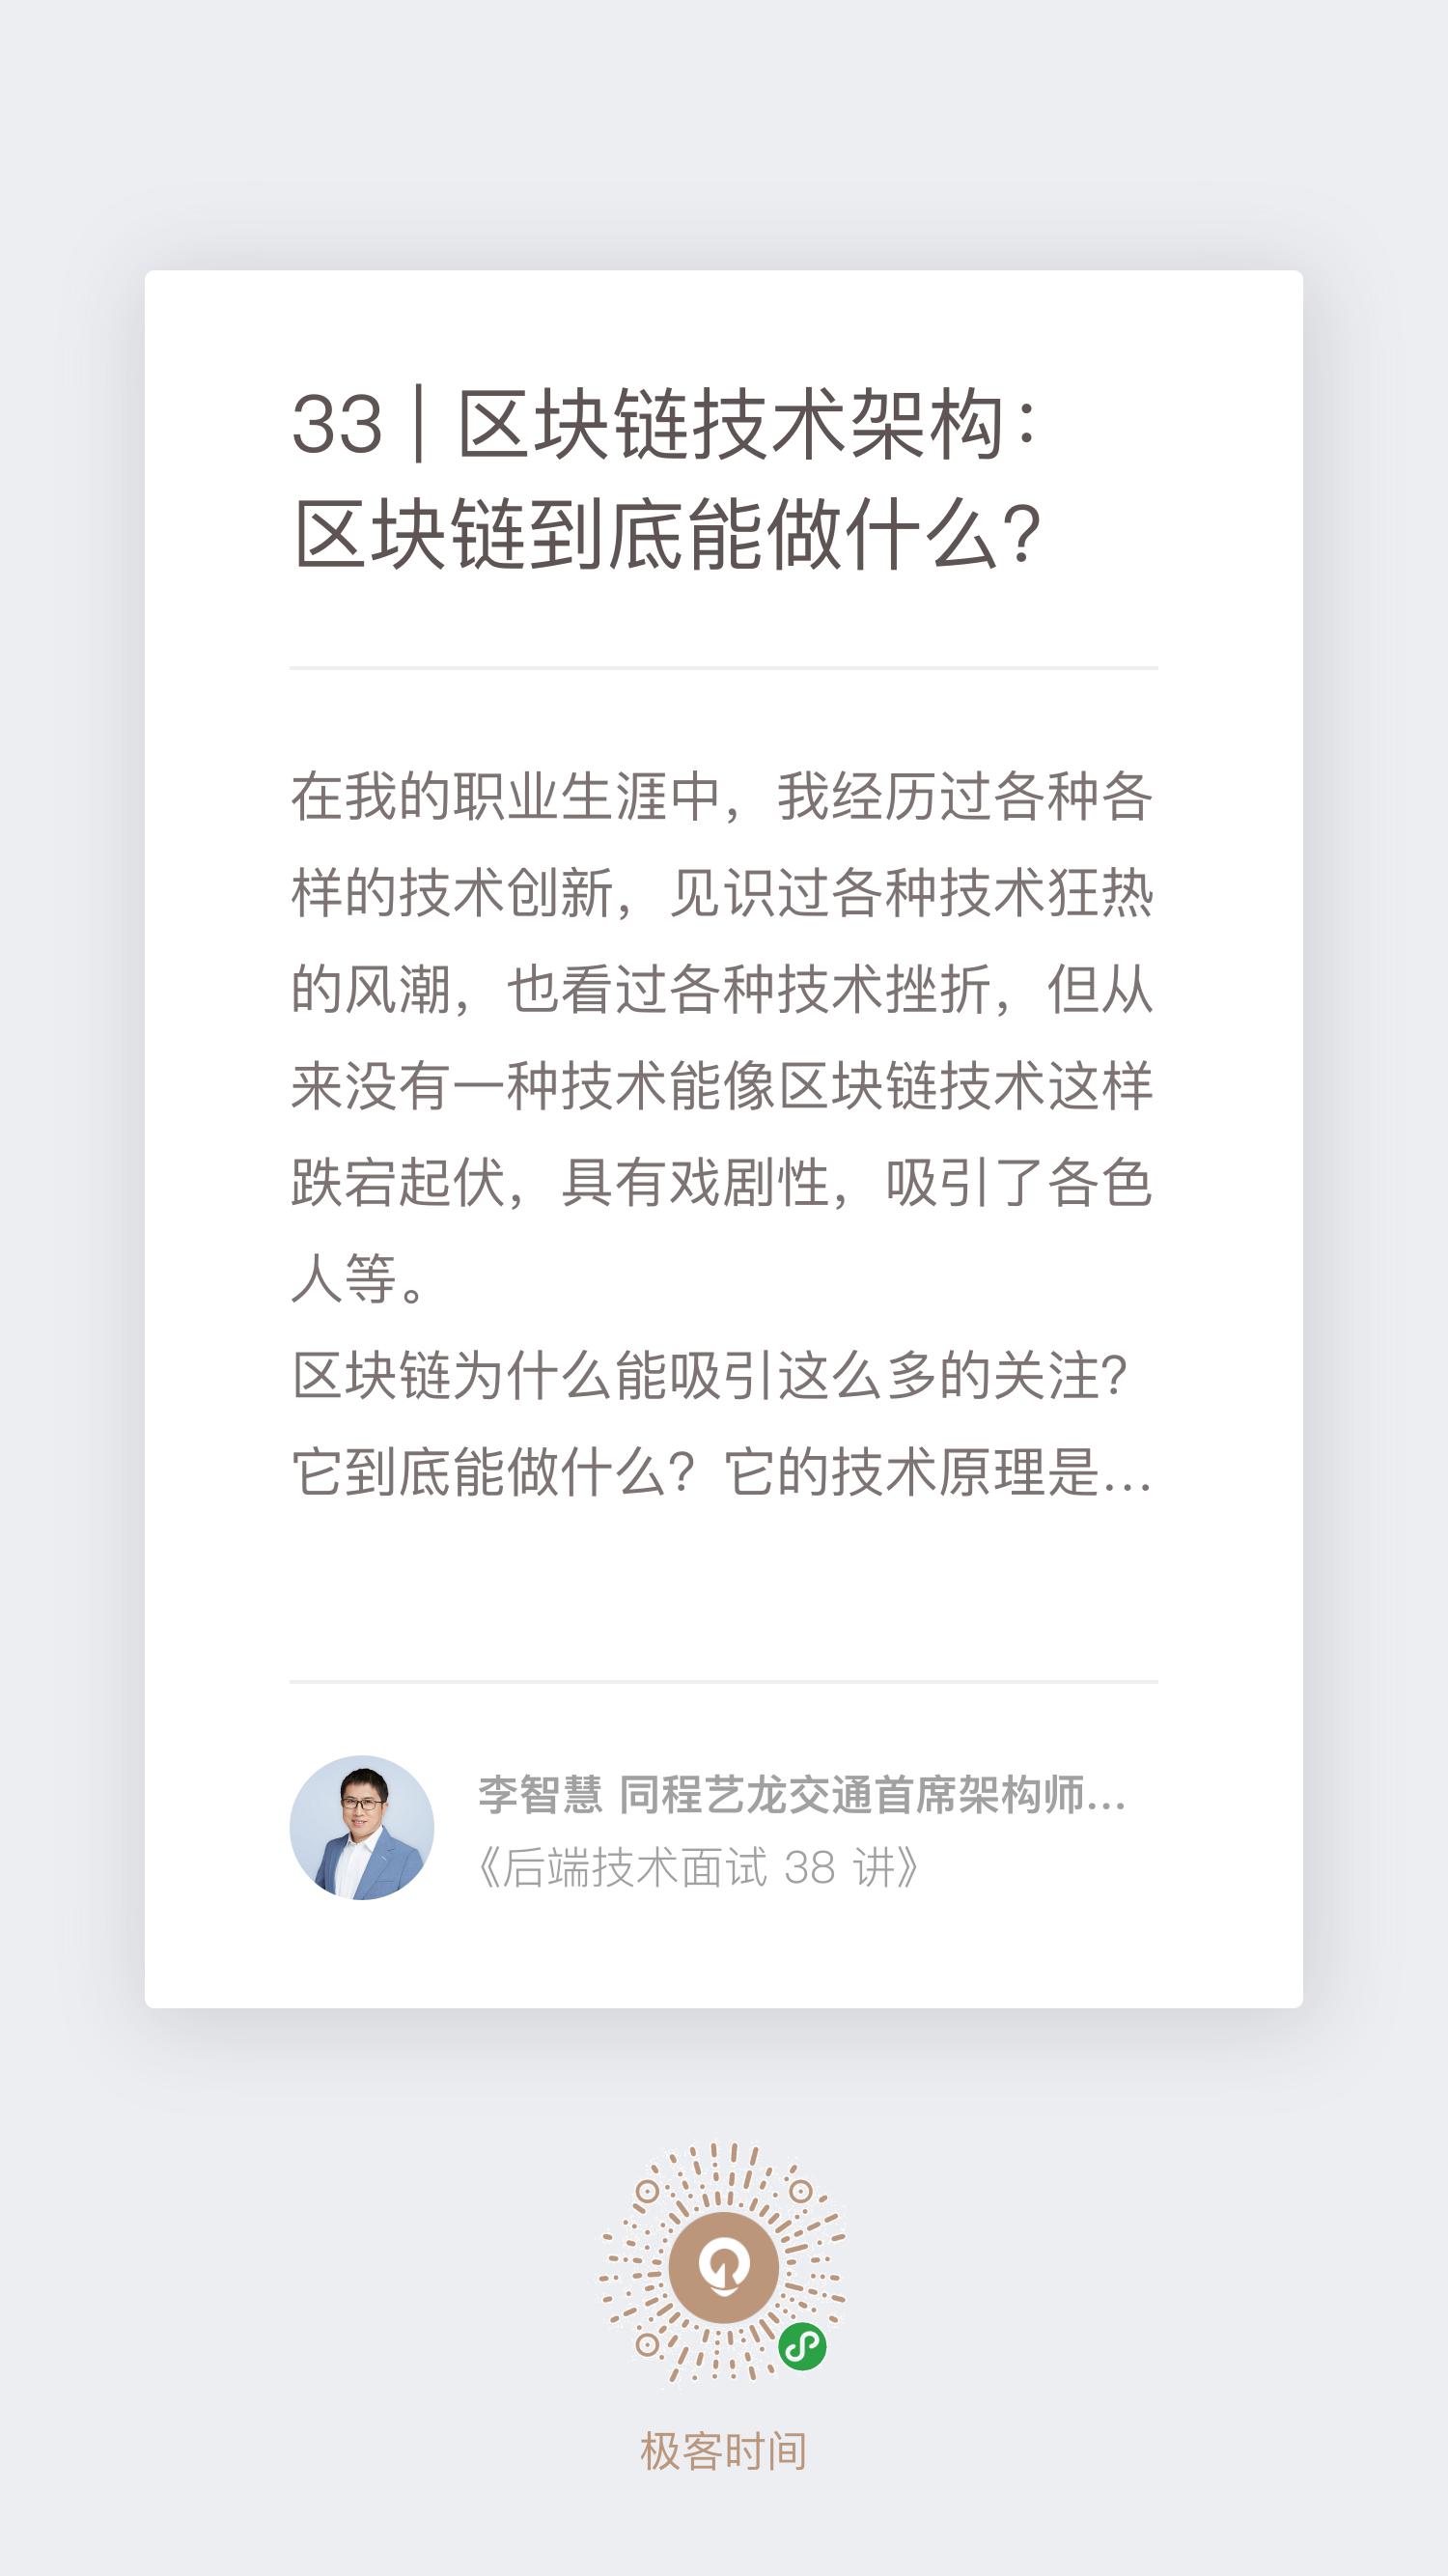 33 | 区块链技术架构：
区块链到底能做什么？
在我的职业生涯中，我经历过各种各
样的技术创新，见识过各种技术狂热
的风潮，也看过各种技术挫折，但从
来没有一种技术能像区块链技术这样
跌宕起伏，具有戏剧性，吸引了各色
人等。
区块链为什么能吸引这么多的关注？
它到底能做什么？它的技术原理是...
李智慧 同程艺龙交通首席架构师...
《后端技术面试 38 讲》
极客时间